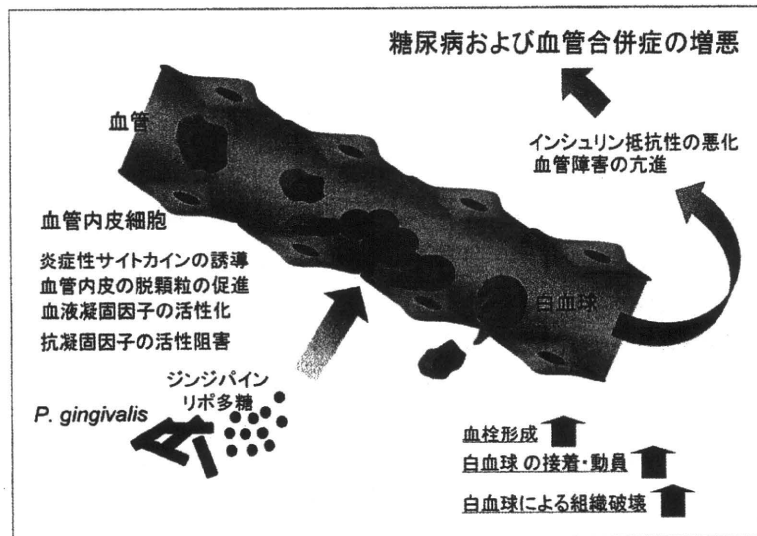 糖尿病および血管合併症の増悪
血管
インシュリン抵抗性の悪化
血管障害の亢進
血管内皮細胞
炎症性サイトカインの誘導
血管内皮の脱顆粒の促進
血液凝固因子の活性化
抗凝固因子の活性阻害
白血球
ジンジパイン
リポ多糖
P. gingivalis
血栓形成
白血球の接着・動員
白血球による組織破壊